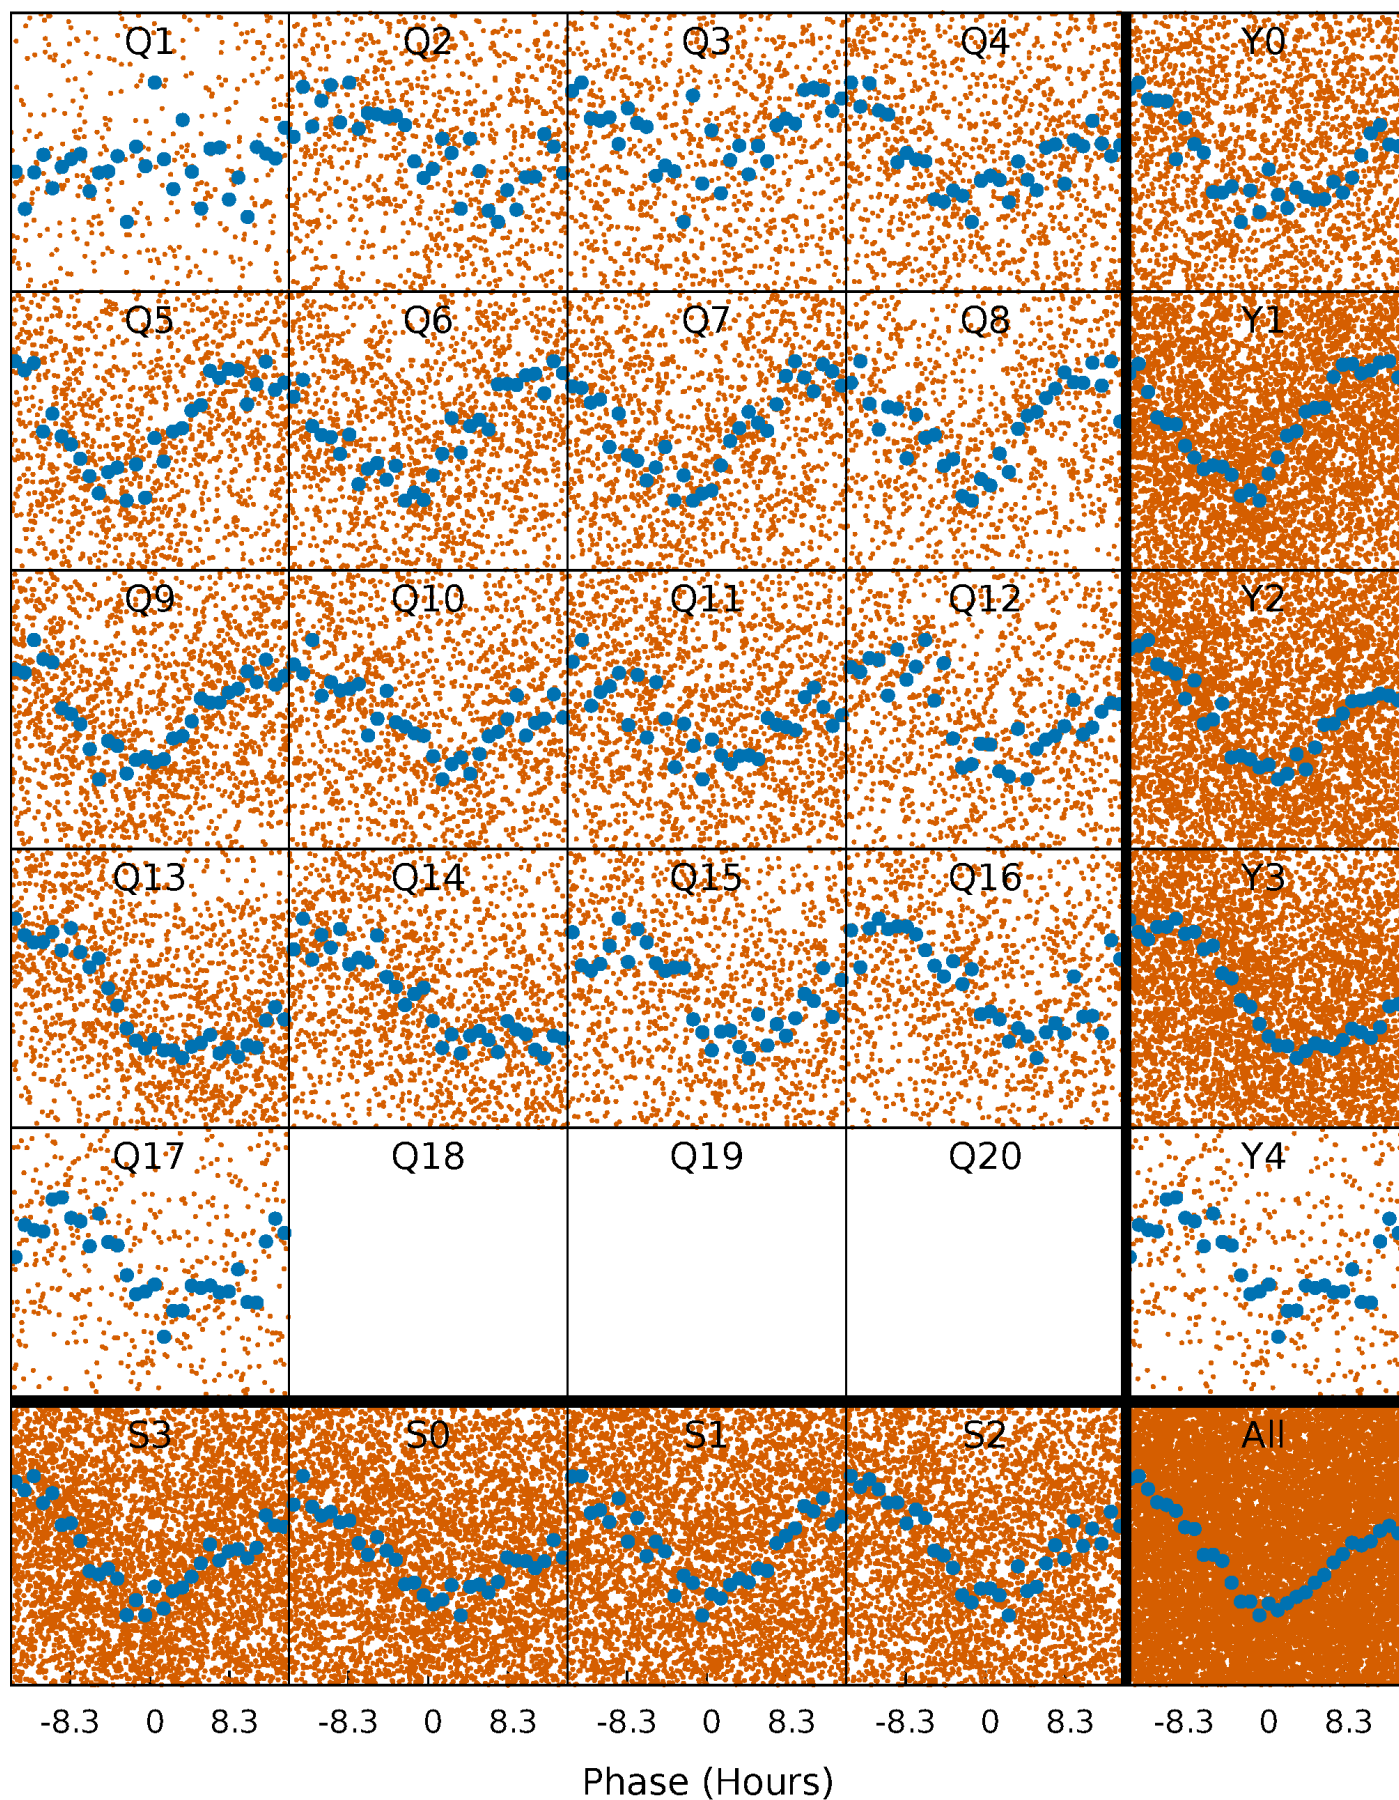 Q1 Q2 Q3 Q4 Y0
Q5 Q6 Q7 Q8 Y1
Q9 Q10 Q11 Q12 Y2
Q13 Q14 Q15 Q16 Y3
Q17 Q18 Q19 Q20 Y4
S3 S0 S1 S2 All
-8.3 0 8.3 -8.3 0 8.3 -8.3 0 8.3 -8.3 0 8.3 -8.3 0 8.3
Phase (Hours)